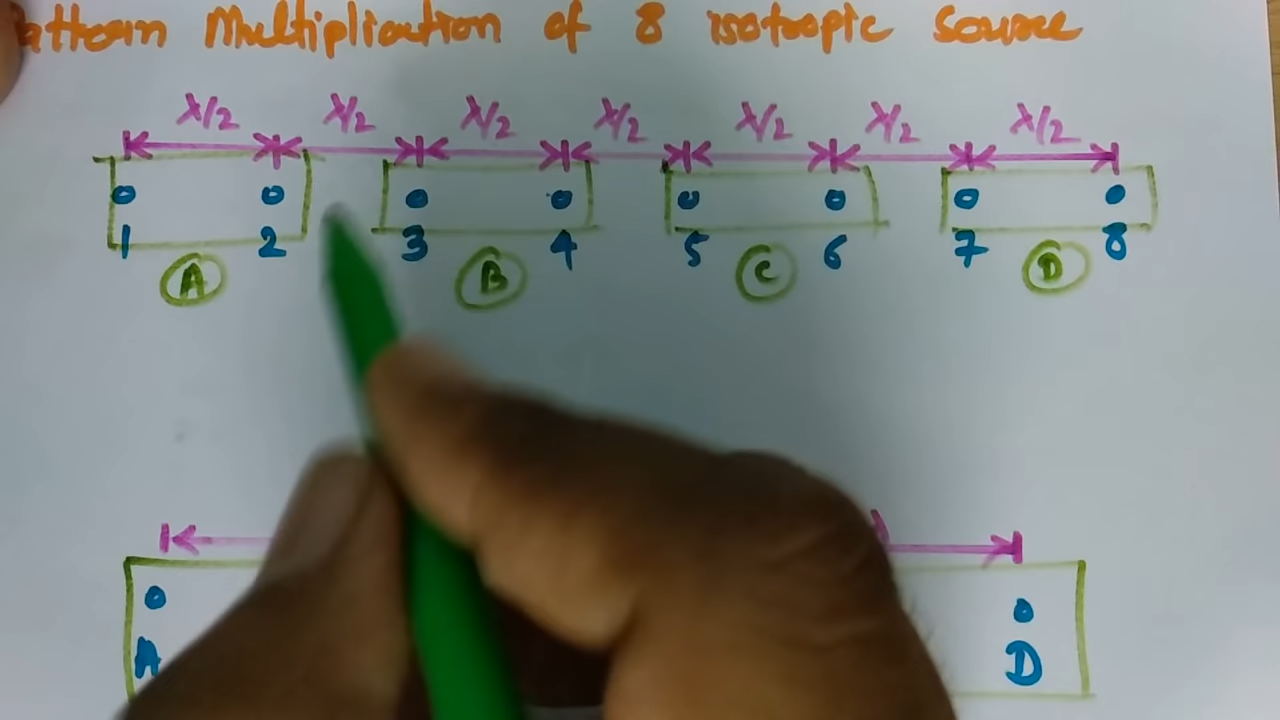 attern Multiplication of 8 isotropic source
λ/2 λ/2 λ/2 λ/2 λ/2 λ/2 λ/2
1 2 3 4 5 6 7 8
A B C D
A D